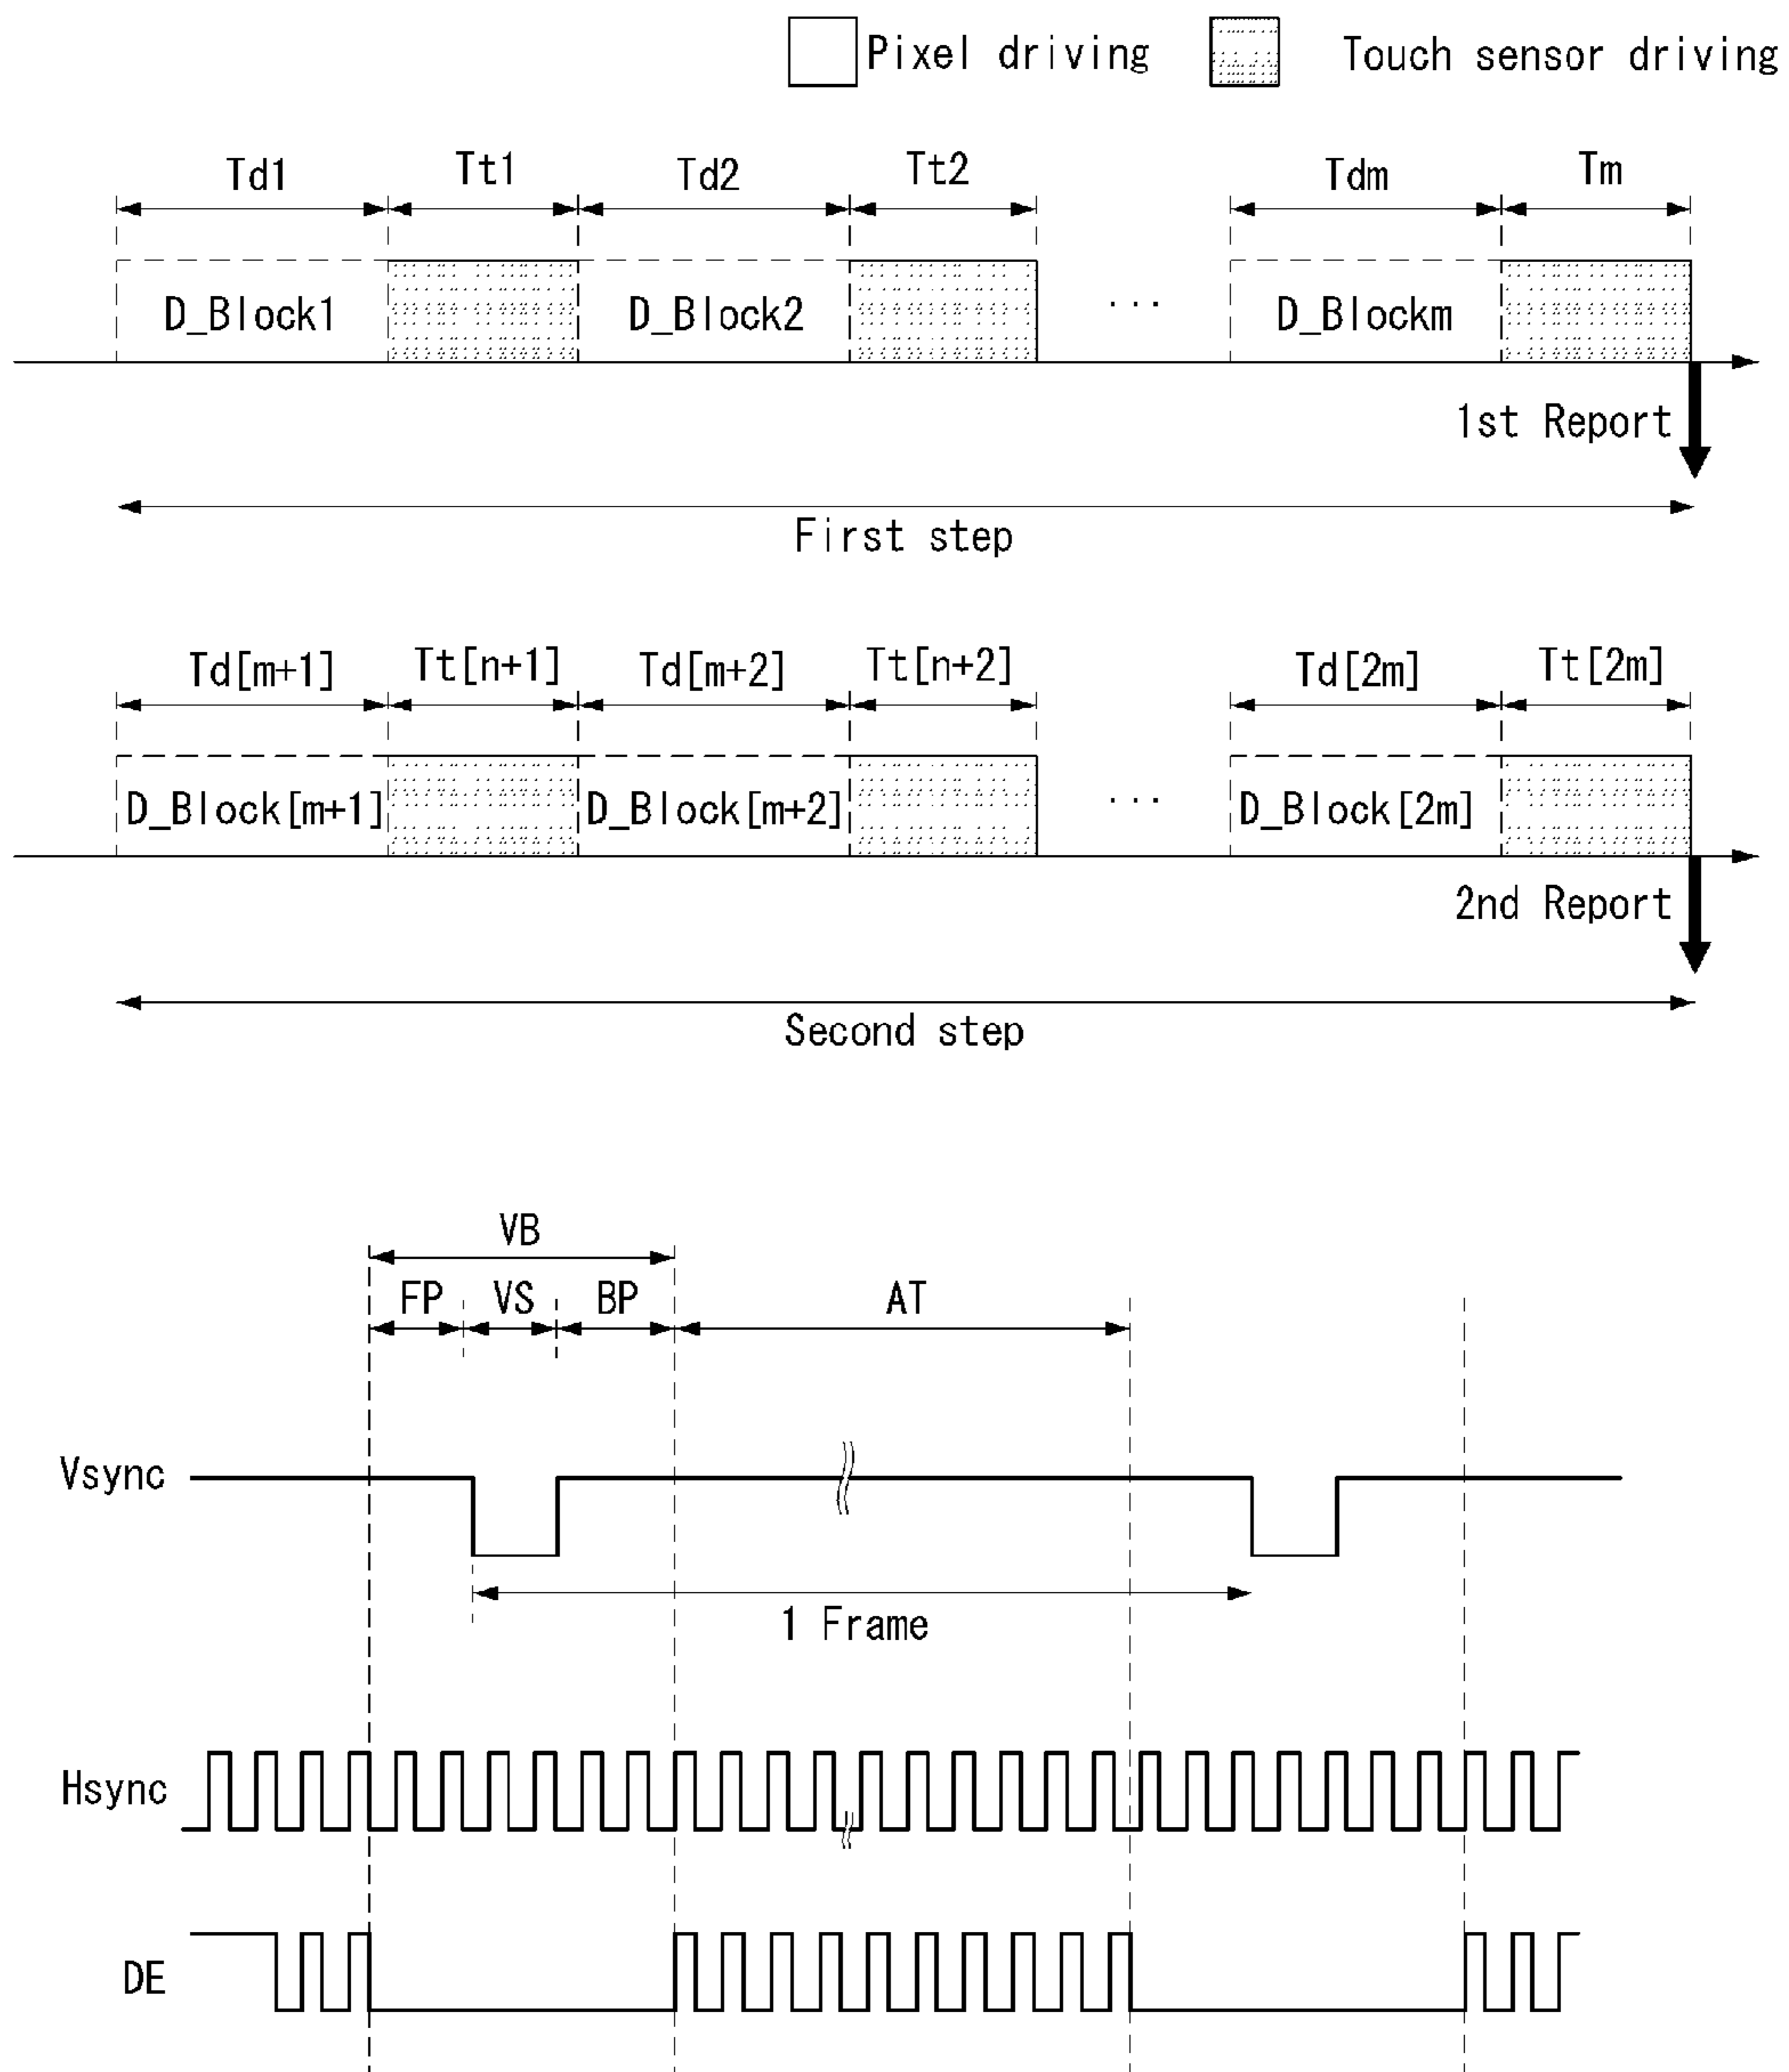 Pixel driving Touch sensor driving
Td1 Tt1 Td2 Tt2 Tdm Tm
D_Block1 D_Block2 ... D_Blockm
1st Report
First step
Td[m+1] Tt[n+1] Td[m+2] Tt[n+2] Td[2m] Tt[2m]
D_Block[m+1] D_Block[m+2] ... D_Block[2m]
2nd Report
Second step
VB
FP VS BP AT
Vsync
1 Frame
Hsync
DE